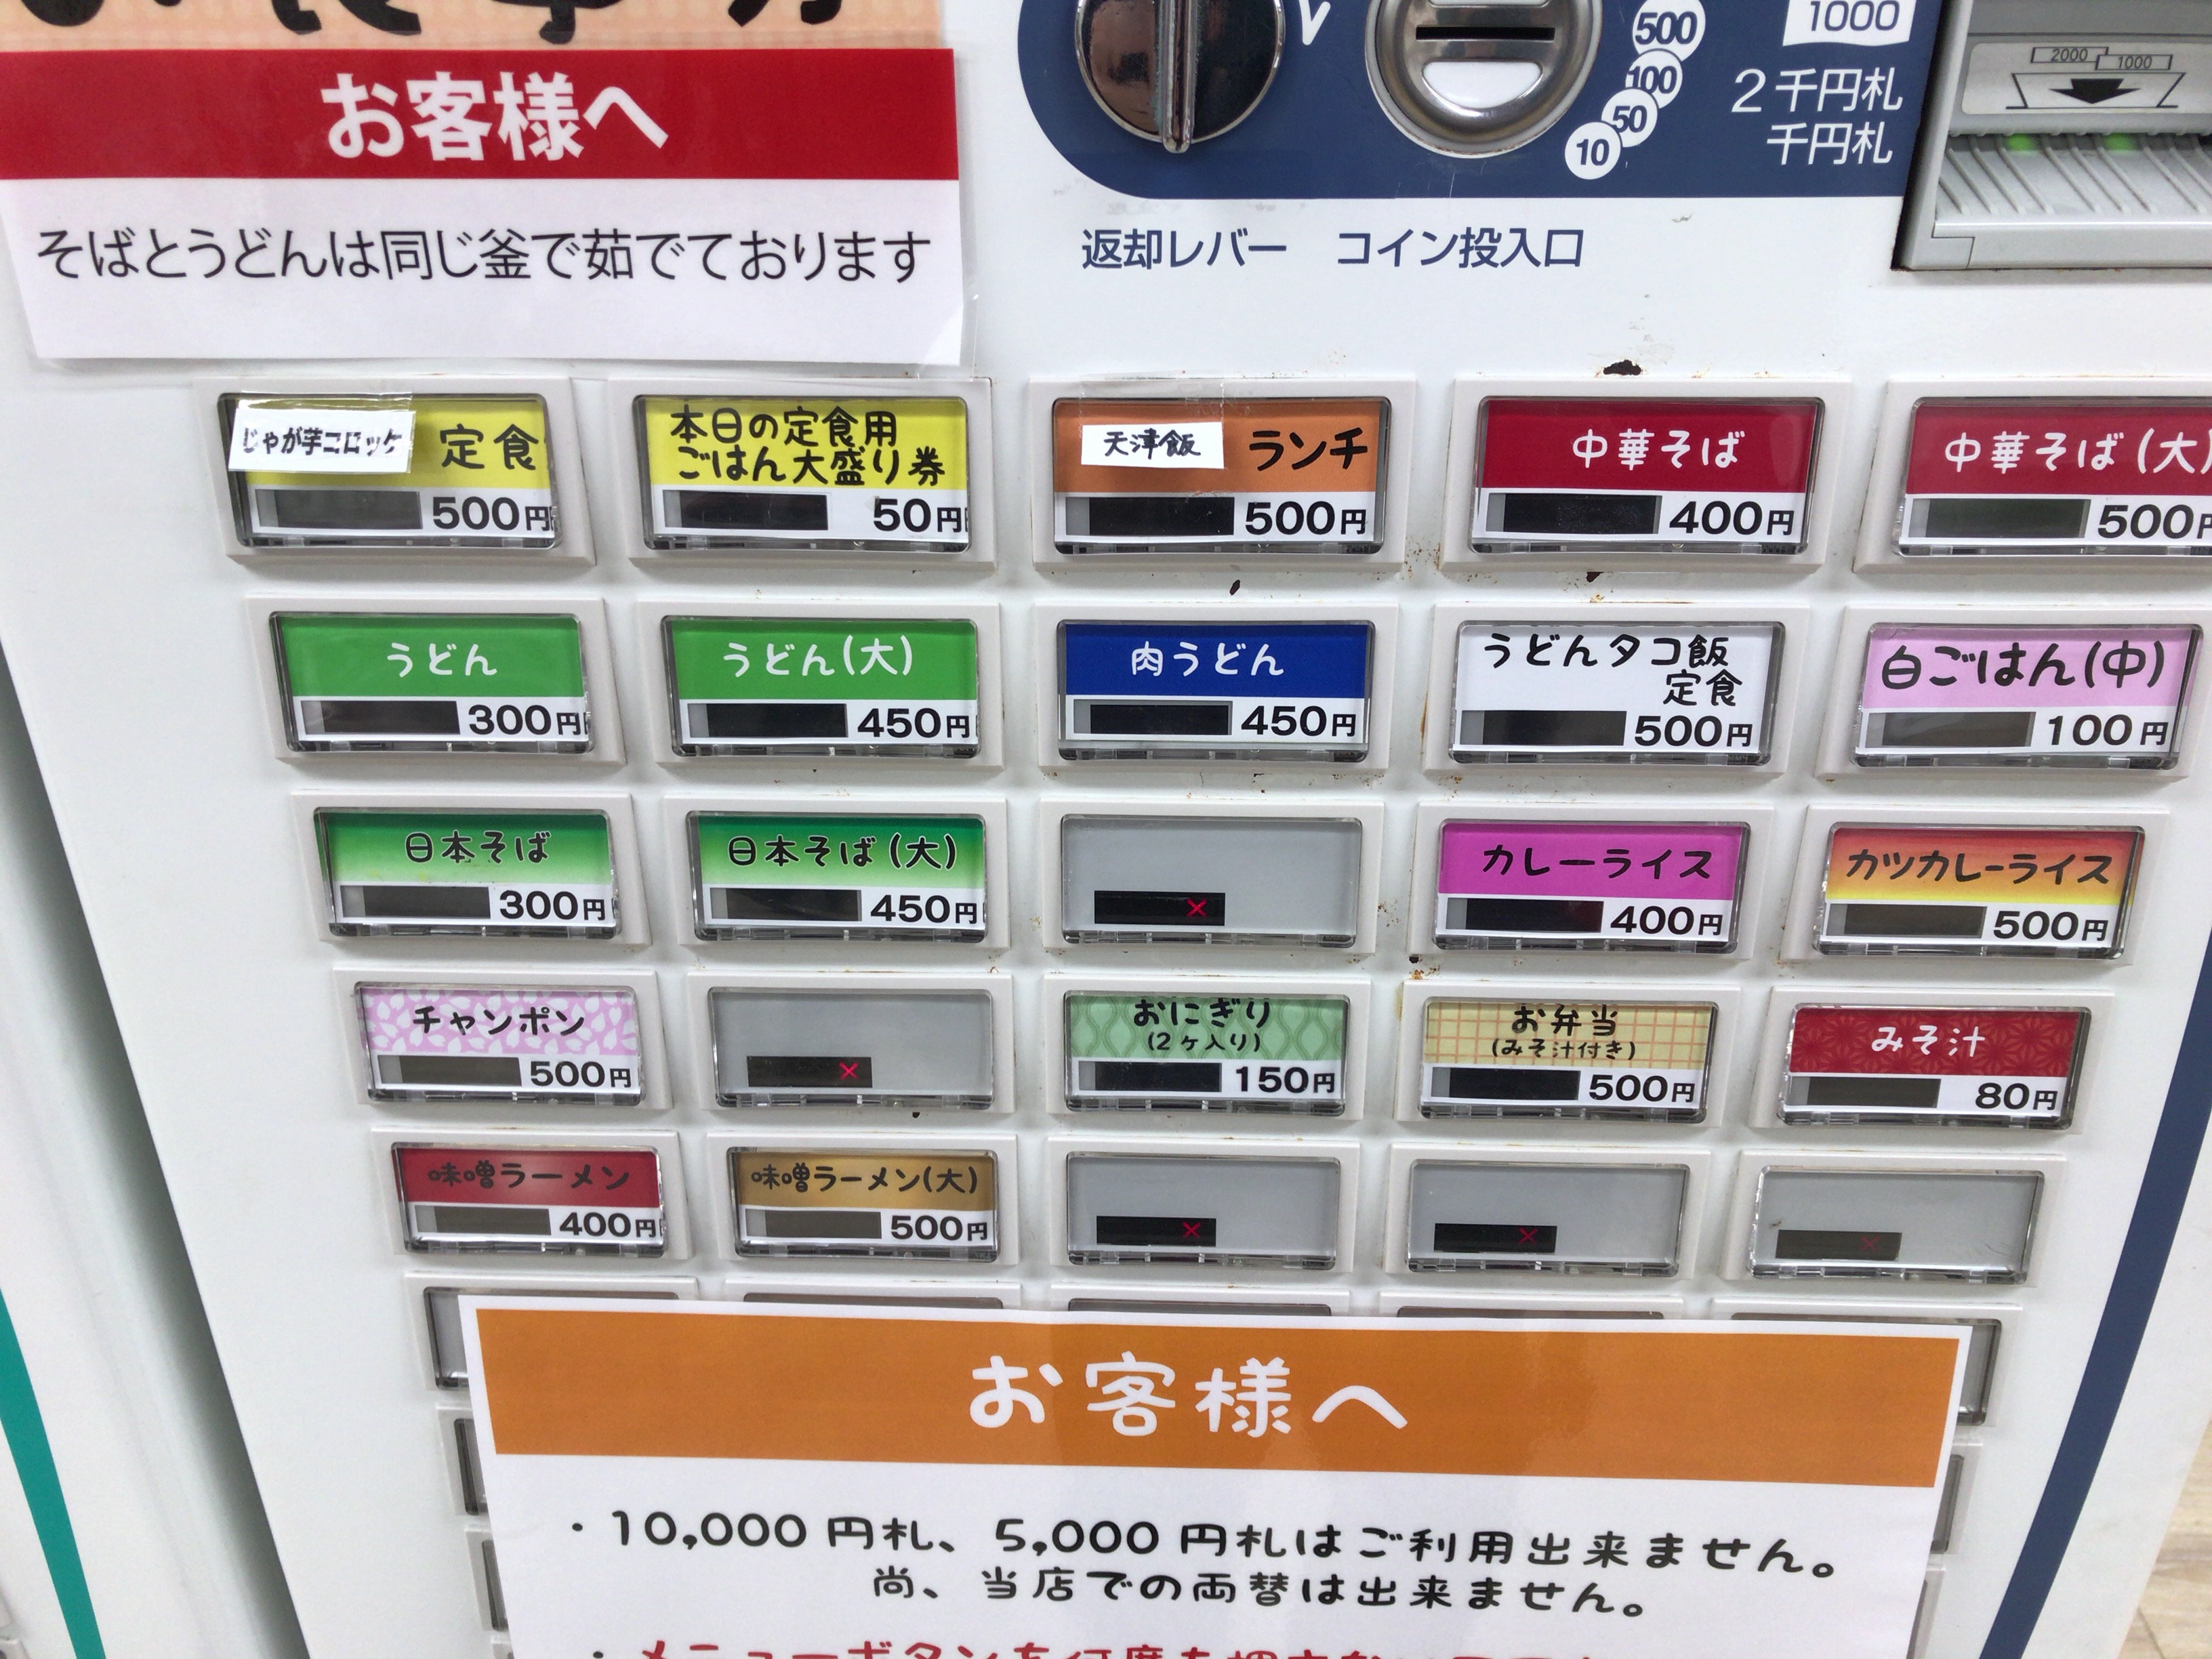 お客様へ
そばとうどんは同じ釜で茹でております
500
100
50
10
1000
2千円札
千円札
2000 1000
返却レバー コイン投入口
じゃが芋コロッケ 定食
500円
本日の定食用
ごはん大盛り券
50円
天津飯 ランチ
500円
中華そば
400円
中華そば(大)
500円
うどん
300円
うどん(大)
450円
肉うどん
450円
うどんタコ飯
定食
500円
白ごはん(中)
100円
日本そば
300円
日本そば(大)
450円
×
カレーライス
400円
カツカレーライス
500円
チャンポン
500円
×
おにぎり
(2ヶ入り)
150円
お弁当
(みそ汁付き)
500円
みそ汁
80円
味噌ラーメン
400円
味噌ラーメン(大)
500円
×
×
×
お客様へ
・10,000円札、5,000円札はご利用出来ません。
尚、当店での両替は出来ません。
・メニューボタンを何度も押さない